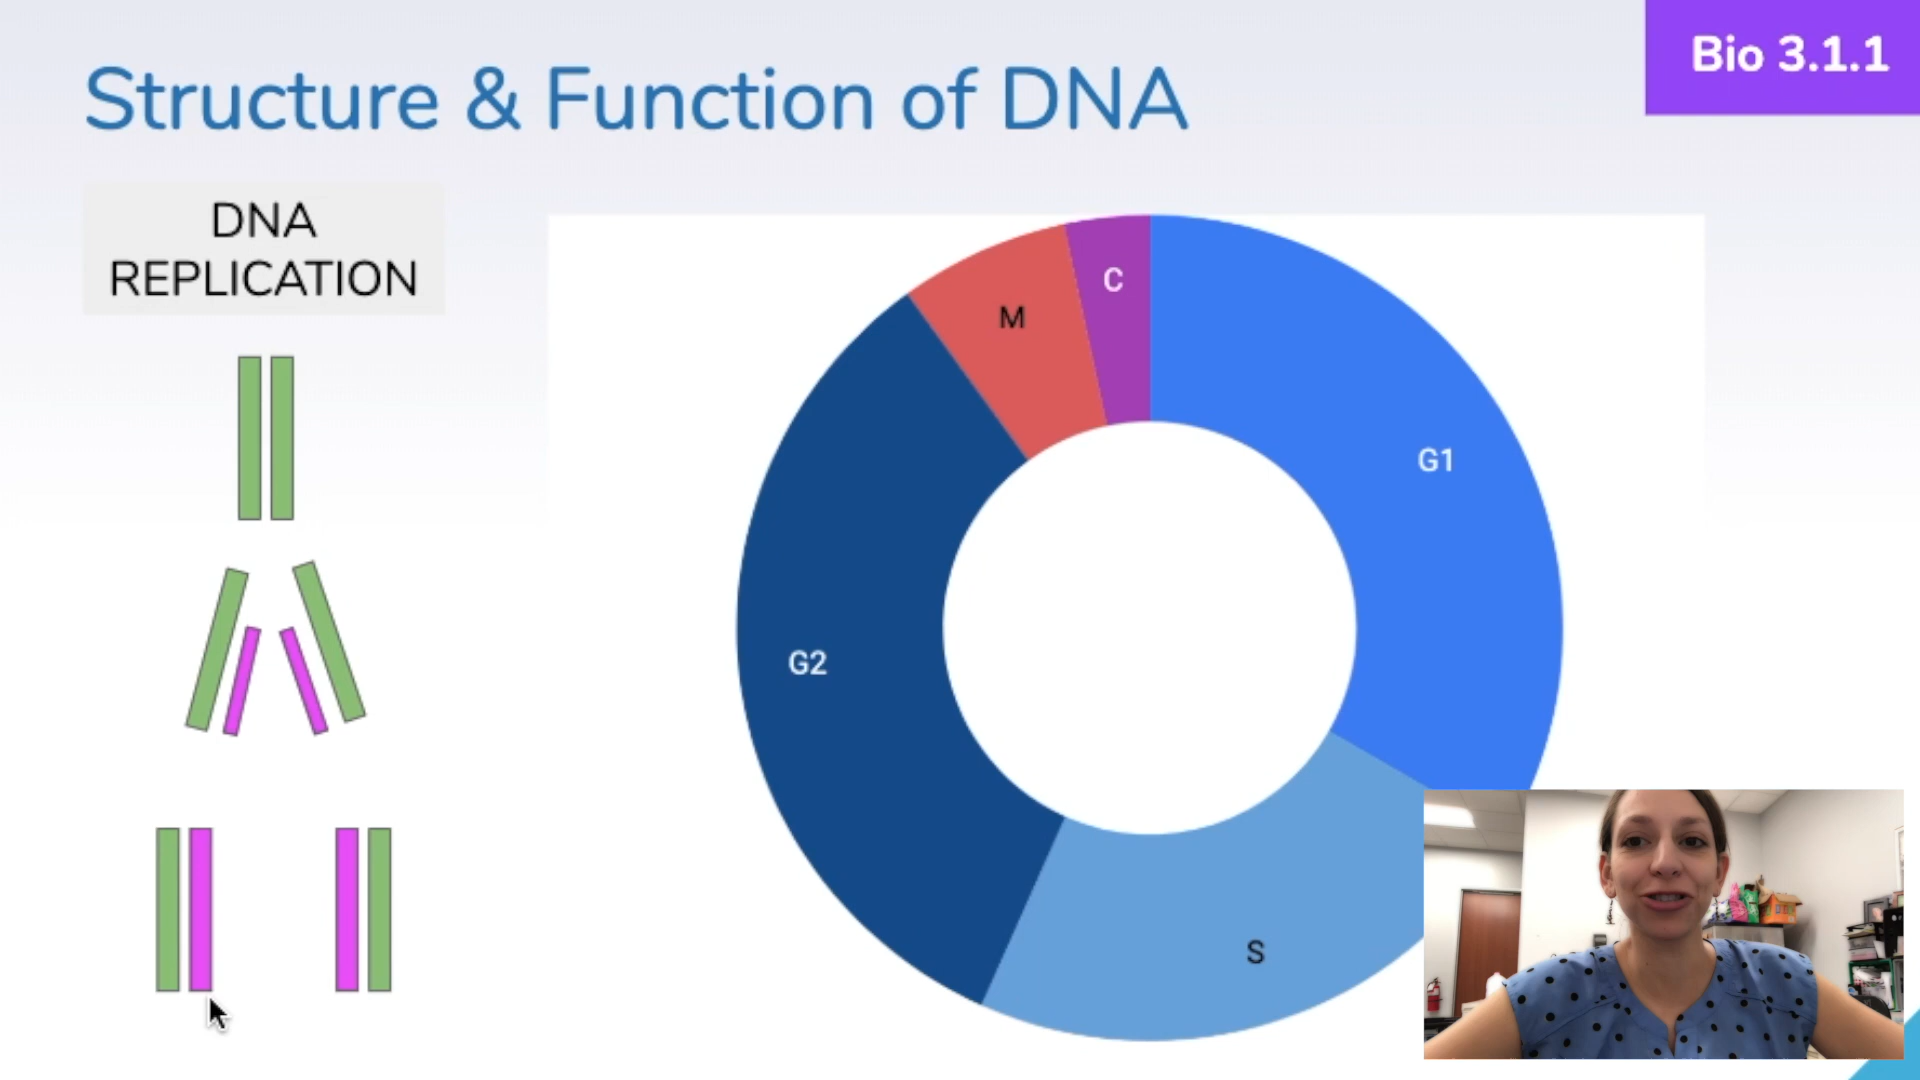 Structure & Function of DNA
Bio 3.1.1
DNA
REPLICATION
C
M
G1
G2
S